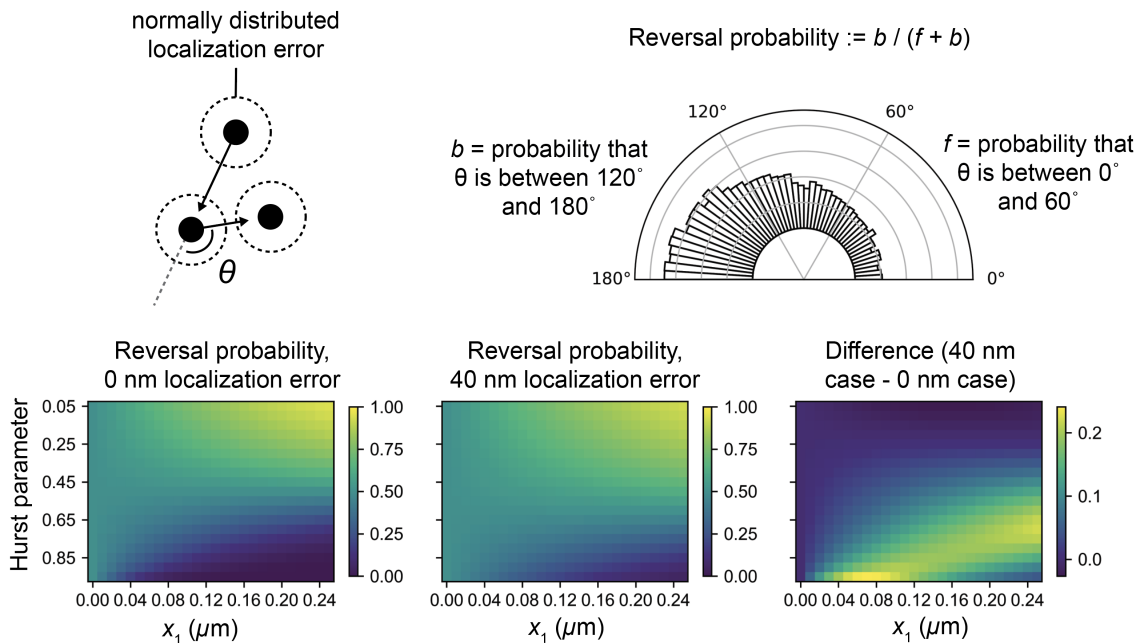 normally distributed
localization error
θ
Reversal probability := b / (f + b)
120°
60°
180°
0°
b = probability that
θ is between 120°
and 180°
f = probability that
θ is between 0°
and 60°
Reversal probability,
0 nm localization error
Hurst parameter
0.05
0.25
0.45
0.65
0.85
0.00 0.04 0.08 0.12 0.16 0.20 0.24
x1 (μm)
1.00
0.75
0.50
0.25
0.00
Reversal probability,
40 nm localization error
0.00 0.04 0.08 0.12 0.16 0.20 0.24
x1 (μm)
1.00
0.75
0.50
0.25
0.00
Difference (40 nm
case - 0 nm case)
0.00 0.04 0.08 0.12 0.16 0.20 0.24
x1 (μm)
0.2
0.1
0.0